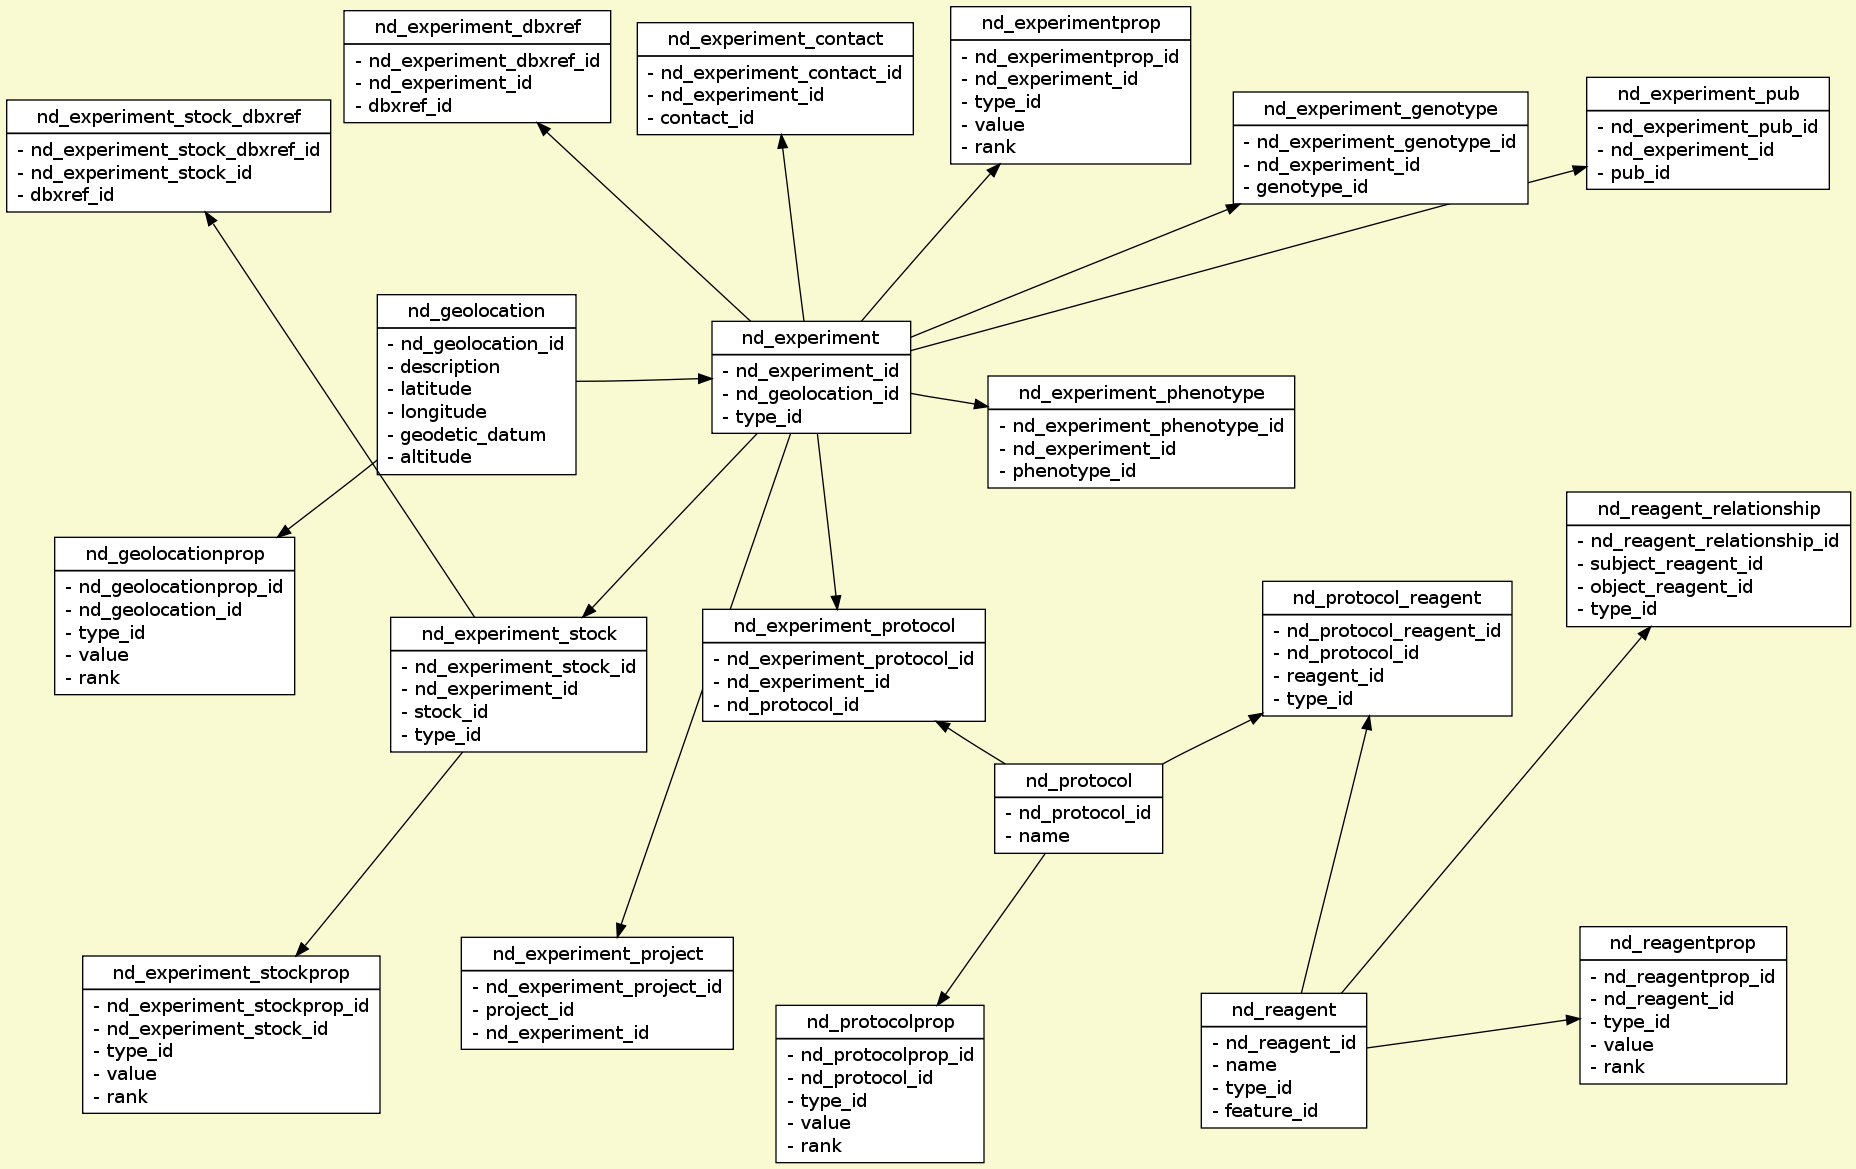 nd_experiment_dbxref
- nd_experiment_dbxref_id
- nd_experiment_id
- dbxref_id
nd_experiment_contact
- nd_experiment_contact_id
- nd_experiment_id
- contact_id
nd_experimentprop
- nd_experimentprop_id
- nd_experiment_id
- type_id
- value
- rank
nd_experiment_genotype
- nd_experiment_genotype_id
- nd_experiment_id
- genotype_id
nd_experiment_pub
- nd_experiment_pub_id
- nd_experiment_id
- pub_id
nd_experiment_stock_dbxref
- nd_experiment_stock_dbxref_id
- nd_experiment_stock_id
- dbxref_id
nd_geolocation
- nd_geolocation_id
- description
- latitude
- longitude
- geodetic_datum
- altitude
nd_experiment
- nd_experiment_id
- nd_geolocation_id
- type_id
nd_experiment_phenotype
- nd_experiment_phenotype_id
- nd_experiment_id
- phenotype_id
nd_geolocationprop
- nd_geolocationprop_id
- nd_geolocation_id
- type_id
- value
- rank
nd_experiment_stock
- nd_experiment_stock_id
- nd_experiment_id
- stock_id
- type_id
nd_experiment_protocol
- nd_experiment_protocol_id
- nd_experiment_id
- nd_protocol_id
nd_protocol_reagent
- nd_protocol_reagent_id
- nd_protocol_id
- reagent_id
- type_id
nd_reagent_relationship
- nd_reagent_relationship_id
- subject_reagent_id
- object_reagent_id
- type_id
nd_protocol
- nd_protocol_id
- name
nd_experiment_stockprop
- nd_experiment_stockprop_id
- nd_experiment_stock_id
- type_id
- value
- rank
nd_experiment_project
- nd_experiment_project_id
- project_id
- nd_experiment_id
nd_protocolprop
- nd_protocolprop_id
- nd_protocol_id
- type_id
- value
- rank
nd_reagent
- nd_reagent_id
- name
- type_id
- feature_id
nd_reagentprop
- nd_reagentprop_id
- nd_reagent_id
- type_id
- value
- rank